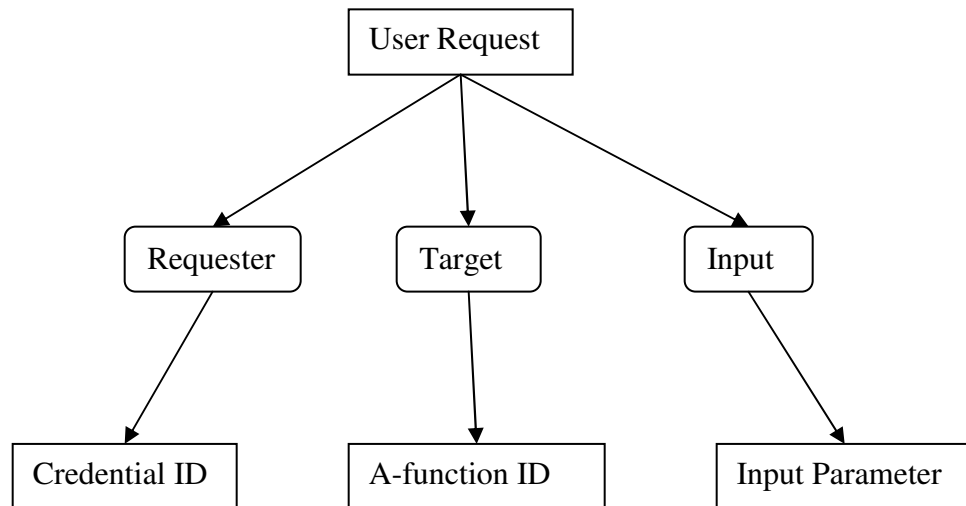 User Request
Requester
Target
Input
Credential ID
A-function ID
Input Parameter